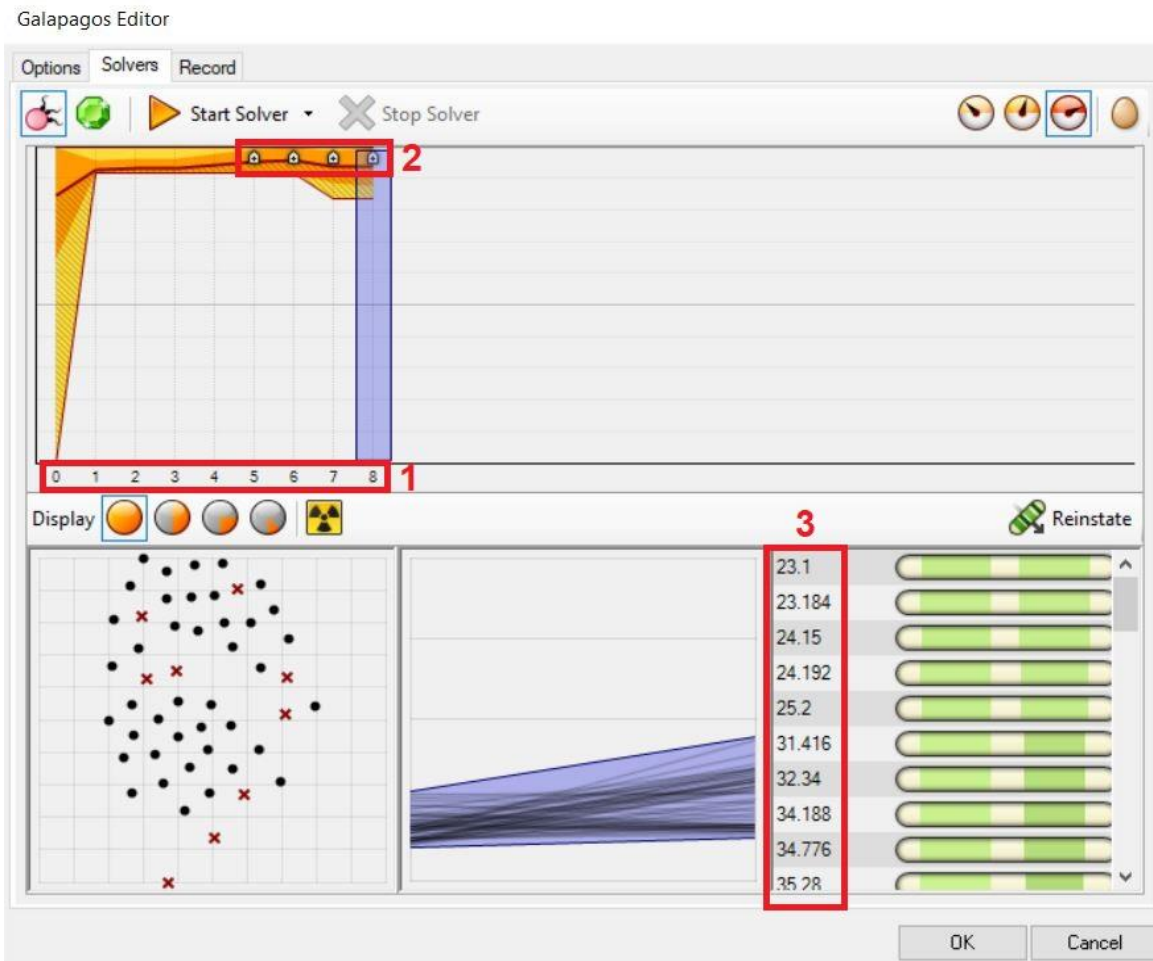 Galapagos Editor
Options Solvers Record
Start Solver Stop Solver
2
0 1 2 3 4 5 6 7 8 1
Display Reinstate
3
23.1
23.184
24.15
24.192
25.2
31.416
32.34
34.188
34.776
35.28
OK Cancel